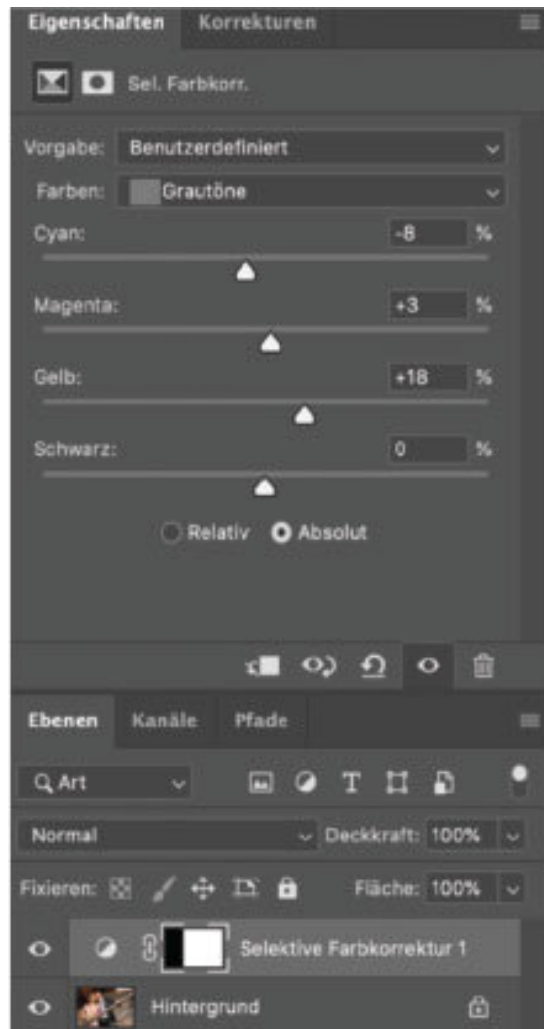 Eigenschaften Korrekturen
Sel. Farbkorr.
Vorgabe: Benutzerdefiniert
Farben: Grautöne
Cyan: -8 %
Magenta: +3 %
Gelb: +18 %
Schwarz: 0 %
Relativ Absolut
Ebenen Kanäle Pfade
Art
Normal Deckkraft: 100%
Fixieren: Fläche: 100%
Selektive Farbkorrektur 1
Hintergrund